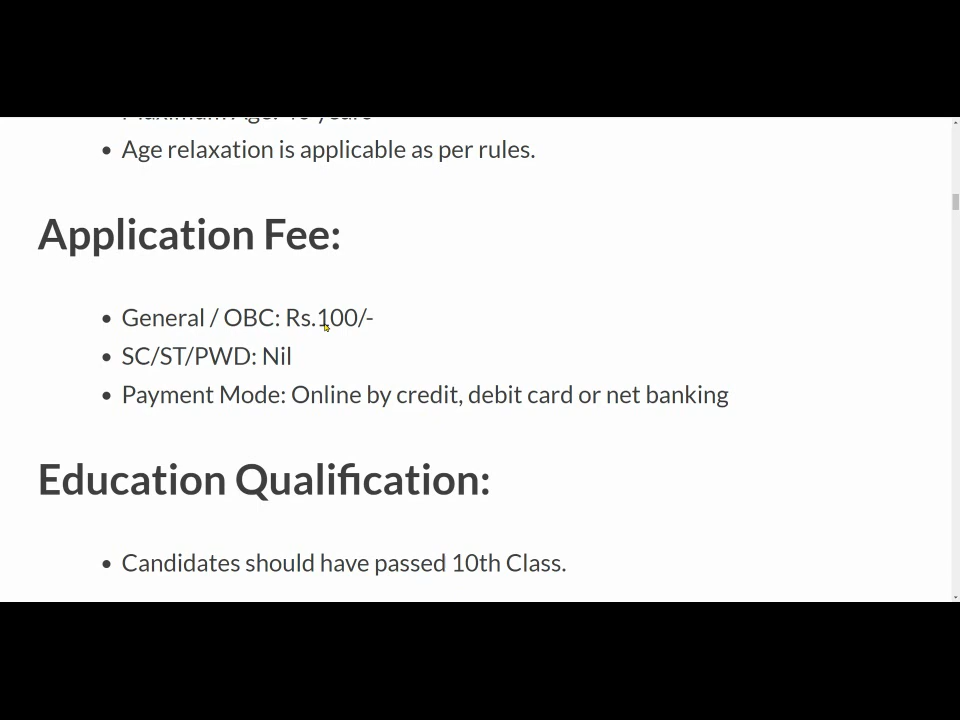 Age relaxation is applicable as per rules.
Application Fee:
General / OBC: Rs.100/-
SC/ST/PWD: Nil
Payment Mode: Online by credit, debit card or net banking
Education Qualification:
Candidates should have passed 10th Class.